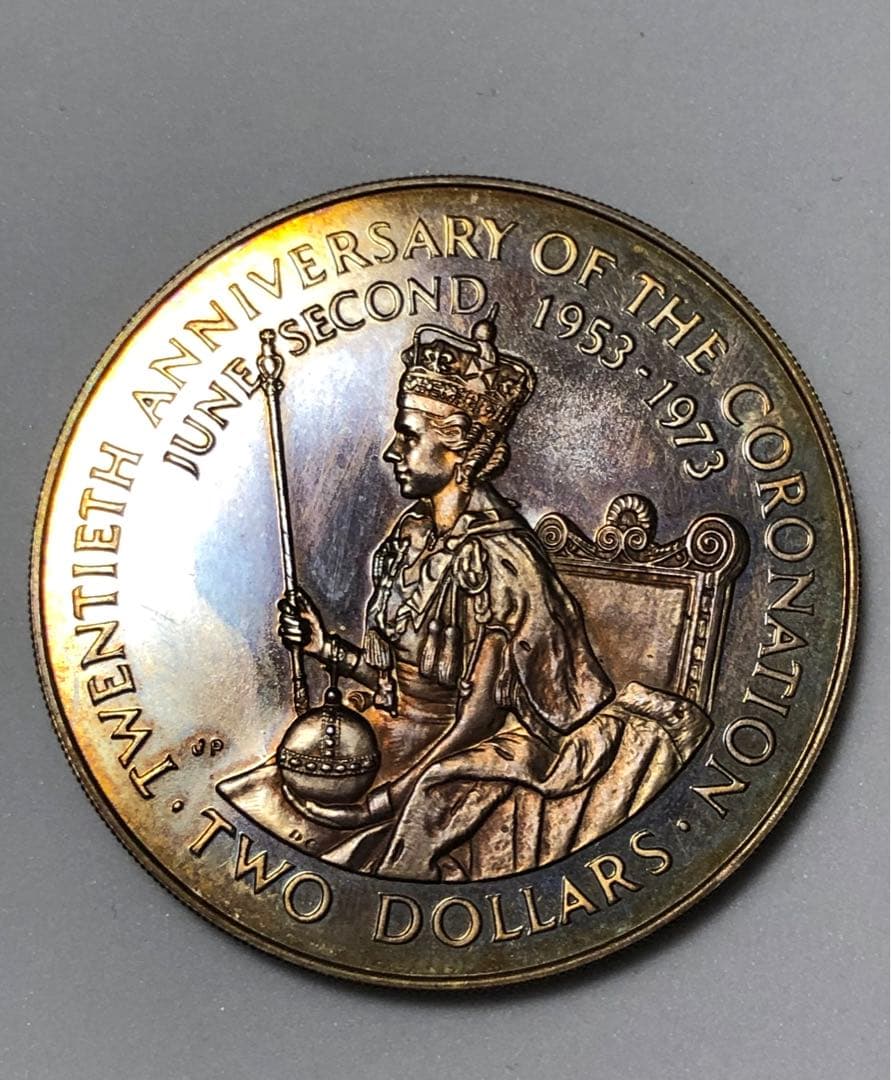 TWENTIETH ANNIVERSARY OF THE CORONATION
JUNE SECOND 1953-1973
JP
DC
· TWO DOLLARS ·